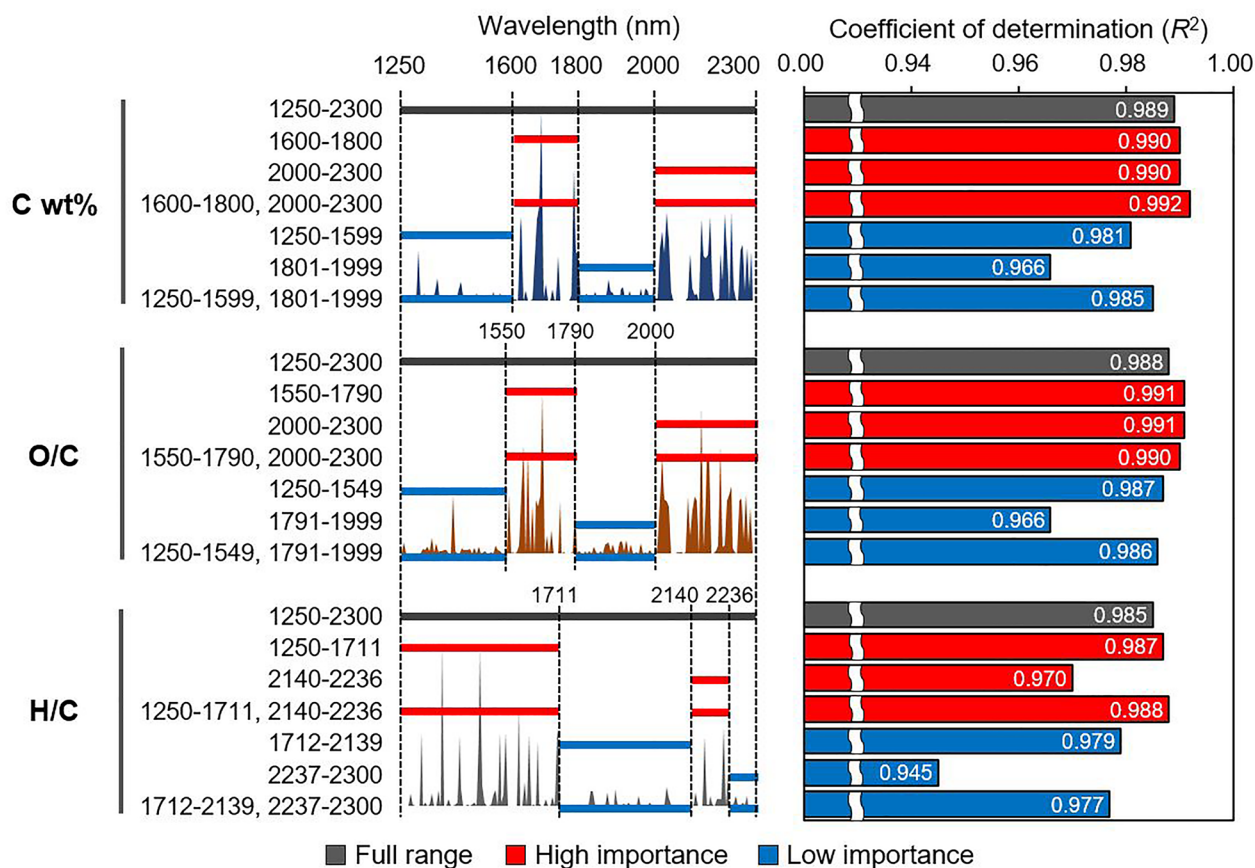 Wavelength (nm)
Coefficient of determination (R²)
1250 1600 1800 2000 2300
0.00 0.94 0.96 0.98 1.00
C wt%
1250-2300 0.989
1600-1800 0.990
2000-2300 0.990
1600-1800, 2000-2300 0.992
1250-1599 0.981
1801-1999 0.966
1250-1599, 1801-1999 0.985
1550 1790 2000
O/C
1250-2300 0.988
1550-1790 0.991
2000-2300 0.991
1550-1790, 2000-2300 0.990
1250-1549 0.987
1791-1999 0.966
1250-1549, 1791-1999 0.986
1711 2140 2236
H/C
1250-2300 0.985
1250-1711 0.987
2140-2236 0.970
1250-1711, 2140-2236 0.988
1712-2139 0.979
2237-2300 0.945
1712-2139, 2237-2300 0.977
Full range High importance Low importance